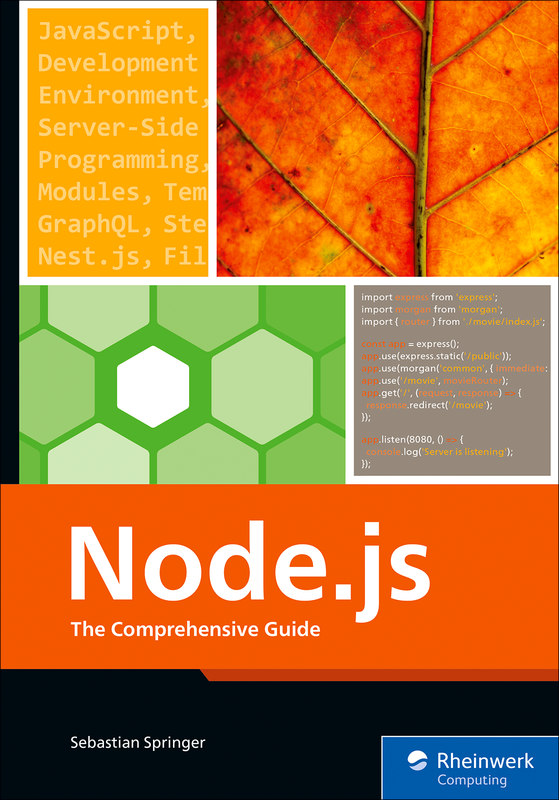 JavaScript,
Development
Environment,
Server-Side
Programming,
Modules, Tem
GraphQL, Ste
Nest.js, Fil
import express from 'express';
import morgan from 'morgan';
import { router } from './movie/index.js';
const app = express();
app.use(express.static('/public'));
app.use(morgan('common', { immediate:
app.use('/movie', movieRouter);
app.get('/', (request, response) => {
response.redirect('/movie');
});
app.listen(8080, () => {
console.log('Server is listening');
});
Node.js
The Comprehensive Guide
Sebastian Springer
Rheinwerk
Computing